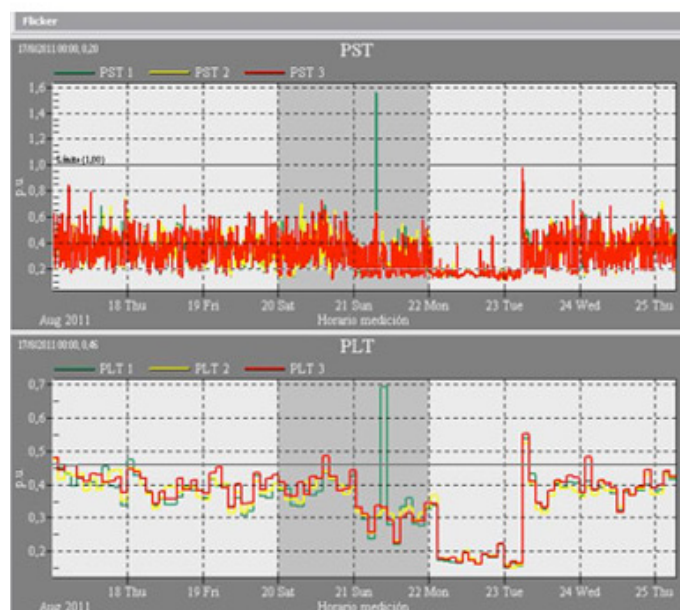 Flicker
17/8/2011 00:00, 0,20
PST
PST 1 PST 2 PST 3
1,6
1,4
1,2
Límite (1,00)
1,0
p.u.
0,8
0,6
0,4
0,2
18 Thu 19 Fri 20 Sat 21 Sun 22 Mon 23 Tue 24 Wed 25 Thu
Aug 2011 Horario medición
17/8/2011 00:00, 0,46
PLT
PLT 1 PLT 2 PLT 3
0,7
0,6
0,5
p.u.
0,4
0,3
0,2
18 Thu 19 Fri 20 Sat 21 Sun 22 Mon 23 Tue 24 Wed 25 Thu
Aug 2011 Horario medición